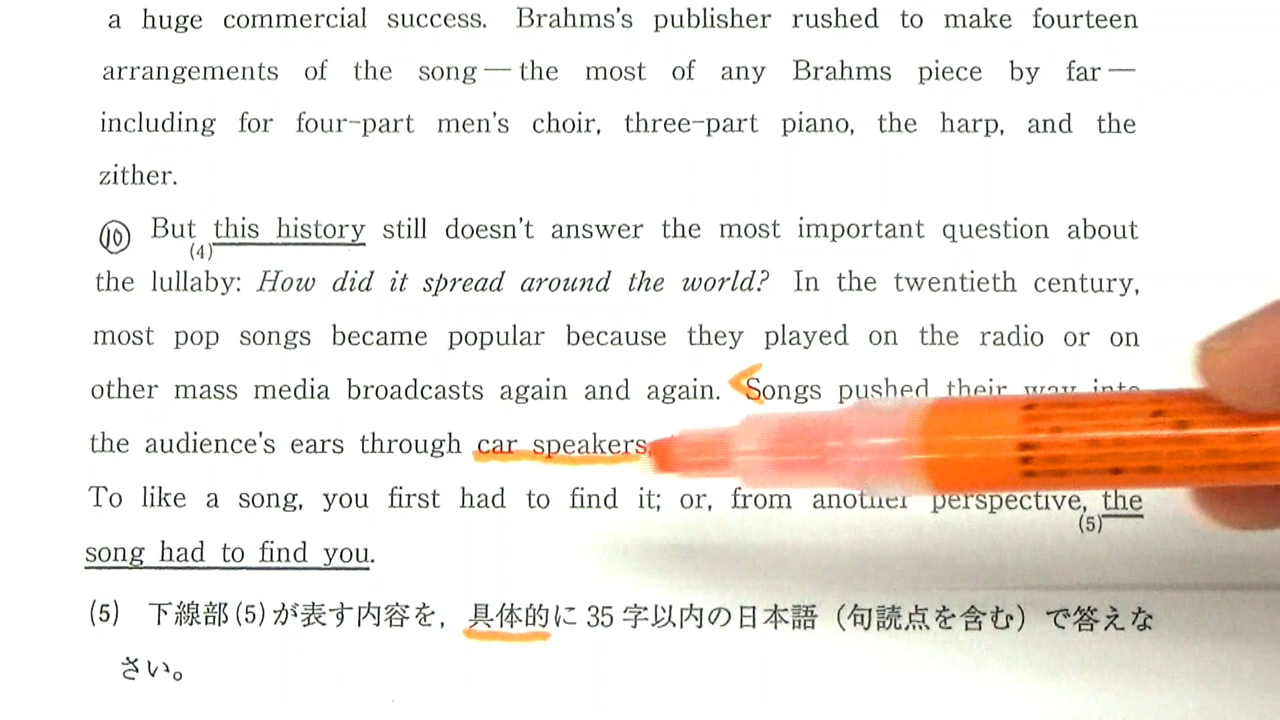 a huge commercial success. Brahms's publisher rushed to make fourteen
arrangements of the song—the most of any Brahms piece by far—
including for four-part men's choir, three-part piano, the harp, and the
zither.
⑩ But this history still doesn't answer the most important question about
(4)
the lullaby: How did it spread around the world? In the twentieth century,
most pop songs became popular because they played on the radio or on
other mass media broadcasts again and again. Songs pushed their way into
the audience's ears through car speakers,
To like a song, you first had to find it; or, from another perspective, the
(5)
song had to find you.
(5) 下線部(5)が表す内容を，具体的に 35 字以内の日本語（句読点を含む）で答えな
さい。